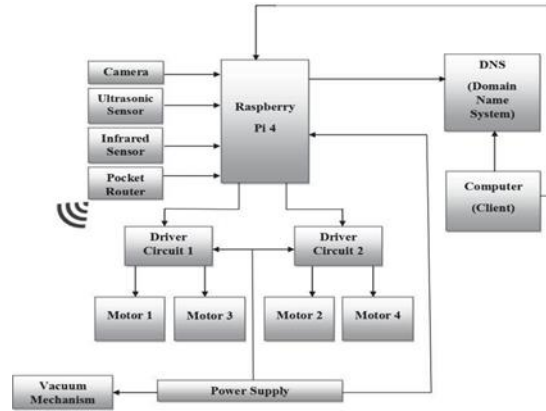 Camera
Ultrasonic
Sensor
Infrared
Sensor
Pocket
Router
Raspberry
Pi 4
DNS
(Domain
Name
System)
Computer
(Client)
Driver
Circuit 1
Driver
Circuit 2
Motor 1
Motor 3
Motor 2
Motor 4
Vacuum
Mechanism
Power Supply